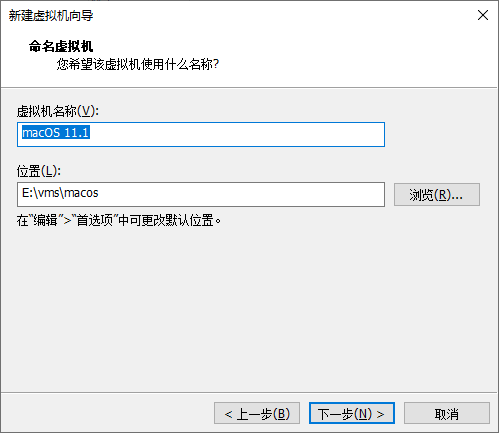 新建虚拟机向导
命名虚拟机
您希望该虚拟机使用什么名称?
虚拟机名称(V):
macOS 11.1
位置(L):
E:\vms\macos
浏览(R)...
在“编辑”>“首选项”中可更改默认位置。
< 上一步(B)
下一步(N) >
取消